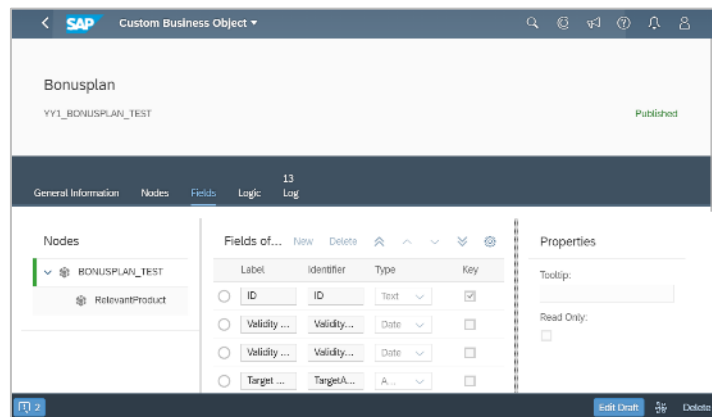 SAP Custom Business Object
Bonusplan
YY1_BONUSPLAN_TEST
Published
13
General Information Nodes Fields Logic Log
Nodes
BONUSPLAN_TEST
RelevantProduct
Fields of... New Delete
Label Identifier Type Key
ID ID Text
Validity ... Validity... Date
Validity ... Validity... Date
Target ... TargetA... A...
Properties
Tooltip:
Read Only:
2
Edit Draft Delete